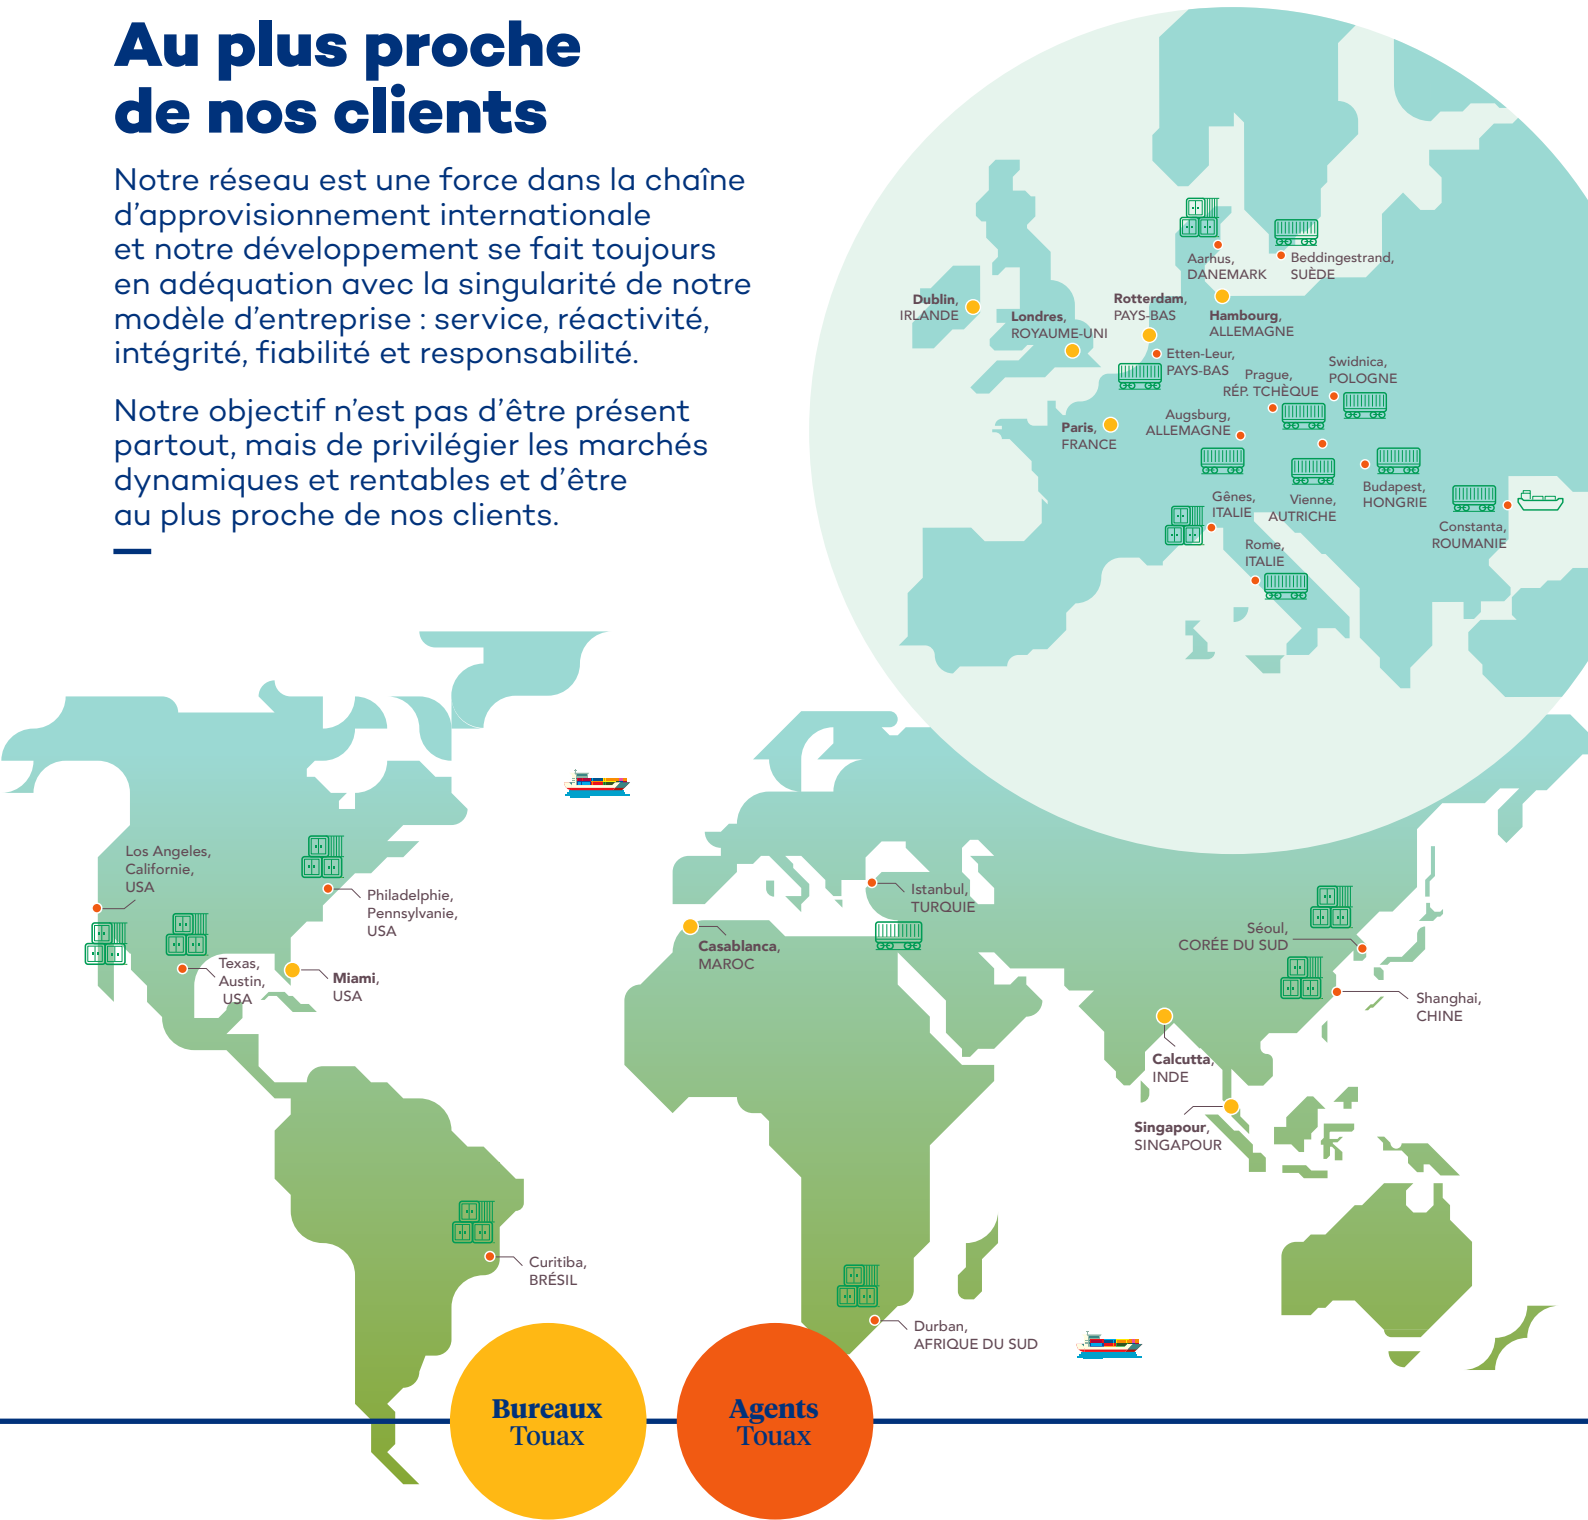 Au plus proche
de nos clients
Notre réseau est une force dans la chaîne
d’approvisionnement internationale
et notre développement se fait toujours
en adéquation avec la singularité de notre
modèle d’entreprise : service, réactivité,
intégrité, fiabilité et responsabilité.
Notre objectif n’est pas d’être présent
partout, mais de privilégier les marchés
dynamiques et rentables et d’être
au plus proche de nos clients.
Aarhus,
DANEMARK
Beddingestrand,
SUÈDE
Dublin,
IRLANDE
Londres,
ROYAUME-UNI
Rotterdam,
PAYS-BAS
Hambourg,
ALLEMAGNE
Etten-Leur,
PAYS-BAS
Prague,
RÉP. TCHÈQUE
Swidnica,
POLOGNE
Paris,
FRANCE
Augsburg,
ALLEMAGNE
Gênes,
ITALIE
Vienne,
AUTRICHE
Budapest,
HONGRIE
Constanta,
ROUMANIE
Rome,
ITALIE
Los Angeles,
Californie,
USA
Philadelphie,
Pennsylvanie,
USA
Texas,
Austin,
USA
Miami,
USA
Istanbul,
TURQUIE
Casablanca,
MAROC
Séoul,
CORÉE DU SUD
Shanghai,
CHINE
Calcutta,
INDE
Singapour,
SINGAPOUR
Curitiba,
BRÉSIL
Durban,
AFRIQUE DU SUD
Bureaux
Touax
Agents
Touax